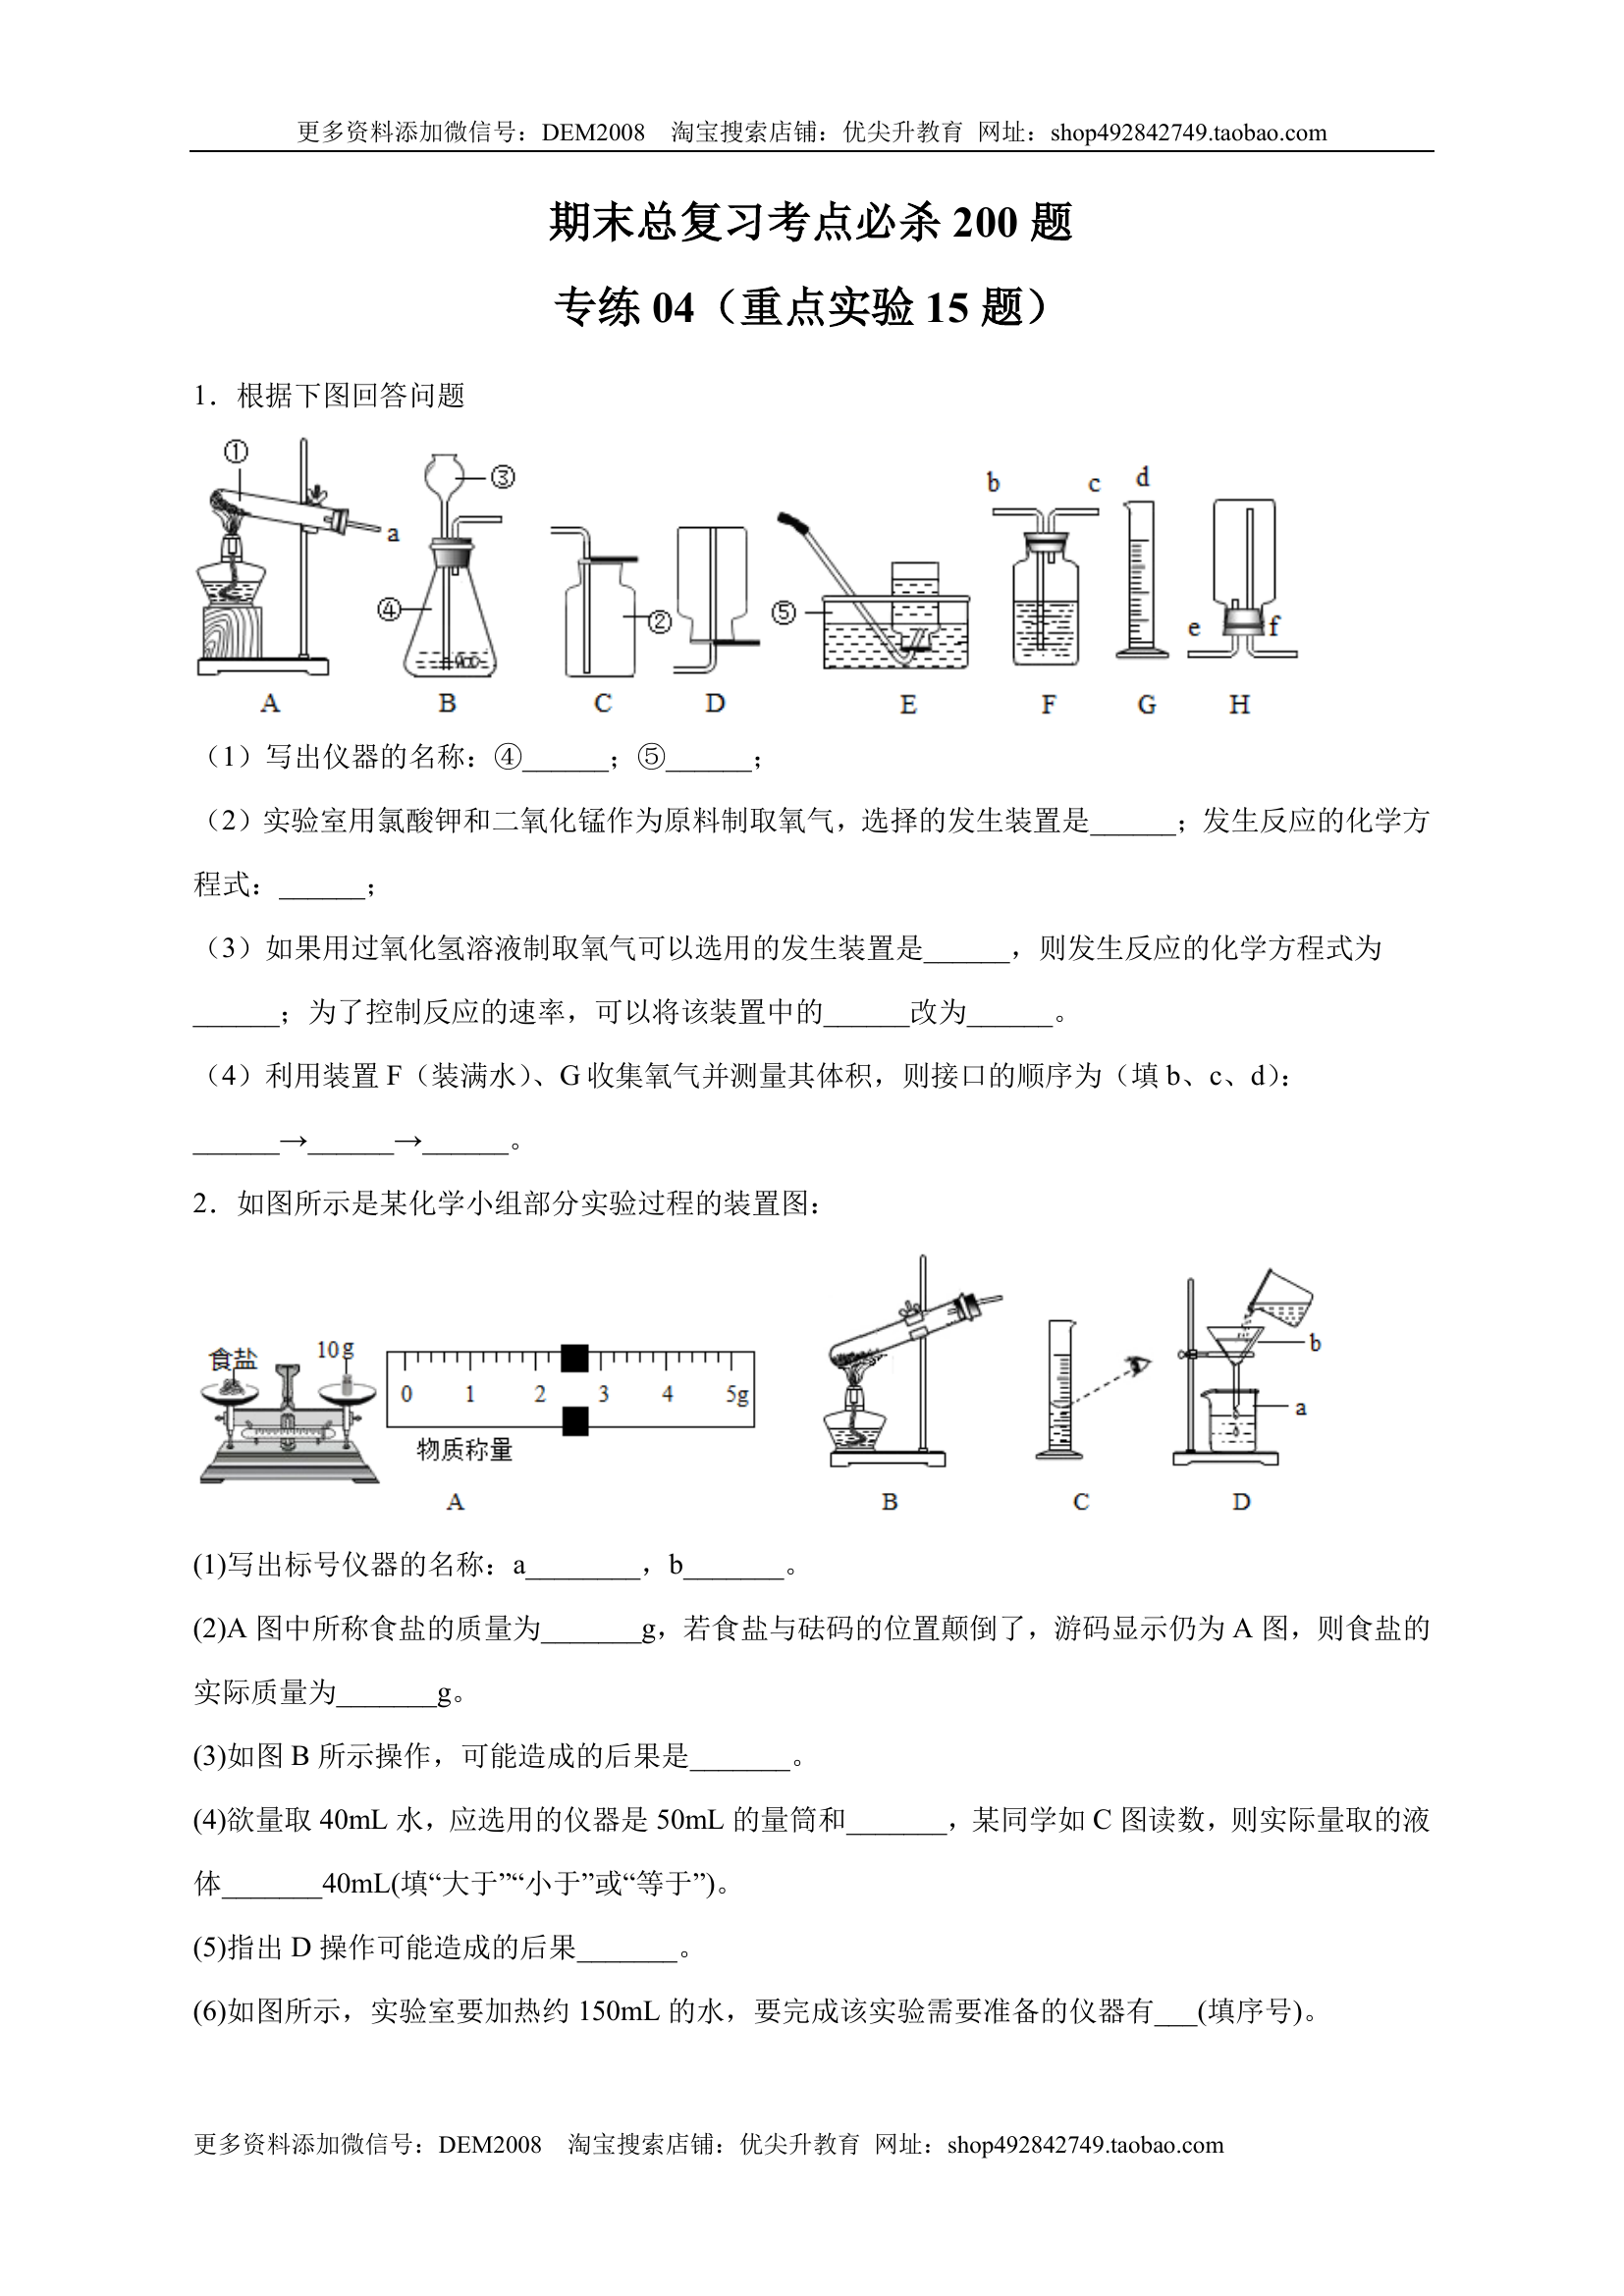 更多资料添加微信号：DEM2008 淘宝搜索店铺：优尖升教育 网址：shop492842749.taobao.com
期末总复习考点必杀 200 题
专练 04（重点实验 15 题）
1．根据下图回答问题
① a A
③ ④ B
② C
D
⑤ E
b c F
d G
e f H
（1）写出仪器的名称：④______；⑤______；
（2）实验室用氯酸钾和二氧化锰作为原料制取氧气，选择的发生装置是______；发生反应的化学方
程式：______；
（3）如果用过氧化氢溶液制取氧气可以选用的发生装置是______，则发生反应的化学方程式为
______；为了控制反应的速率，可以将该装置中的______改为______。
（4）利用装置 F（装满水）、G 收集氧气并测量其体积，则接口的顺序为（填 b、c、d）：
______→______→______。
2．如图所示是某化学小组部分实验过程的装置图：
食盐 10g
0 1 2 3 4 5g
物质称量
b
a
A B C D
(1)写出标号仪器的名称：a________，b_______。
(2)A 图中所称食盐的质量为_______g，若食盐与砝码的位置颠倒了，游码显示仍为 A 图，则食盐的
实际质量为_______g。
(3)如图 B 所示操作，可能造成的后果是_______。
(4)欲量取 40mL 水，应选用的仪器是 50mL 的量筒和_______，某同学如 C 图读数，则实际量取的液
体_______40mL(填“大于”“小于”或“等于”)。
(5)指出 D 操作可能造成的后果_______。
(6)如图所示，实验室要加热约 150mL 的水，要完成该实验需要准备的仪器有___(填序号)。
更多资料添加微信号：DEM2008 淘宝搜索店铺：优尖升教育 网址：shop492842749.taobao.com